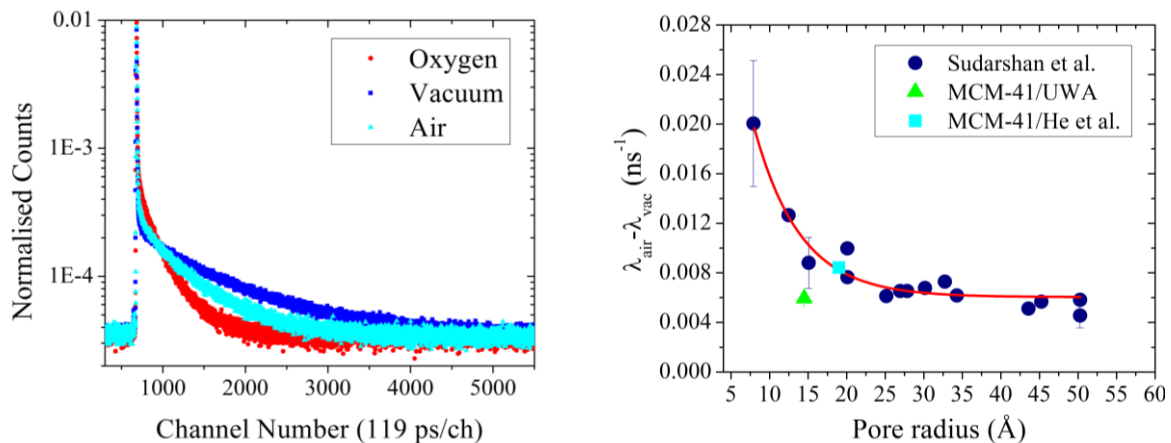 0.01
1E-3
1E-4
Normalised Counts
Oxygen
Vacuum
Air
1000 2000 3000 4000 5000
Channel Number (119 ps/ch)
0.028
0.024
0.020
0.016
0.012
0.008
0.004
0.000
λair-λvac (ns-1)
Sudarshan et al.
MCM-41/UWA
MCM-41/He et al.
5 10 15 20 25 30 35 40 45 50 55 60
Pore radius (Å)